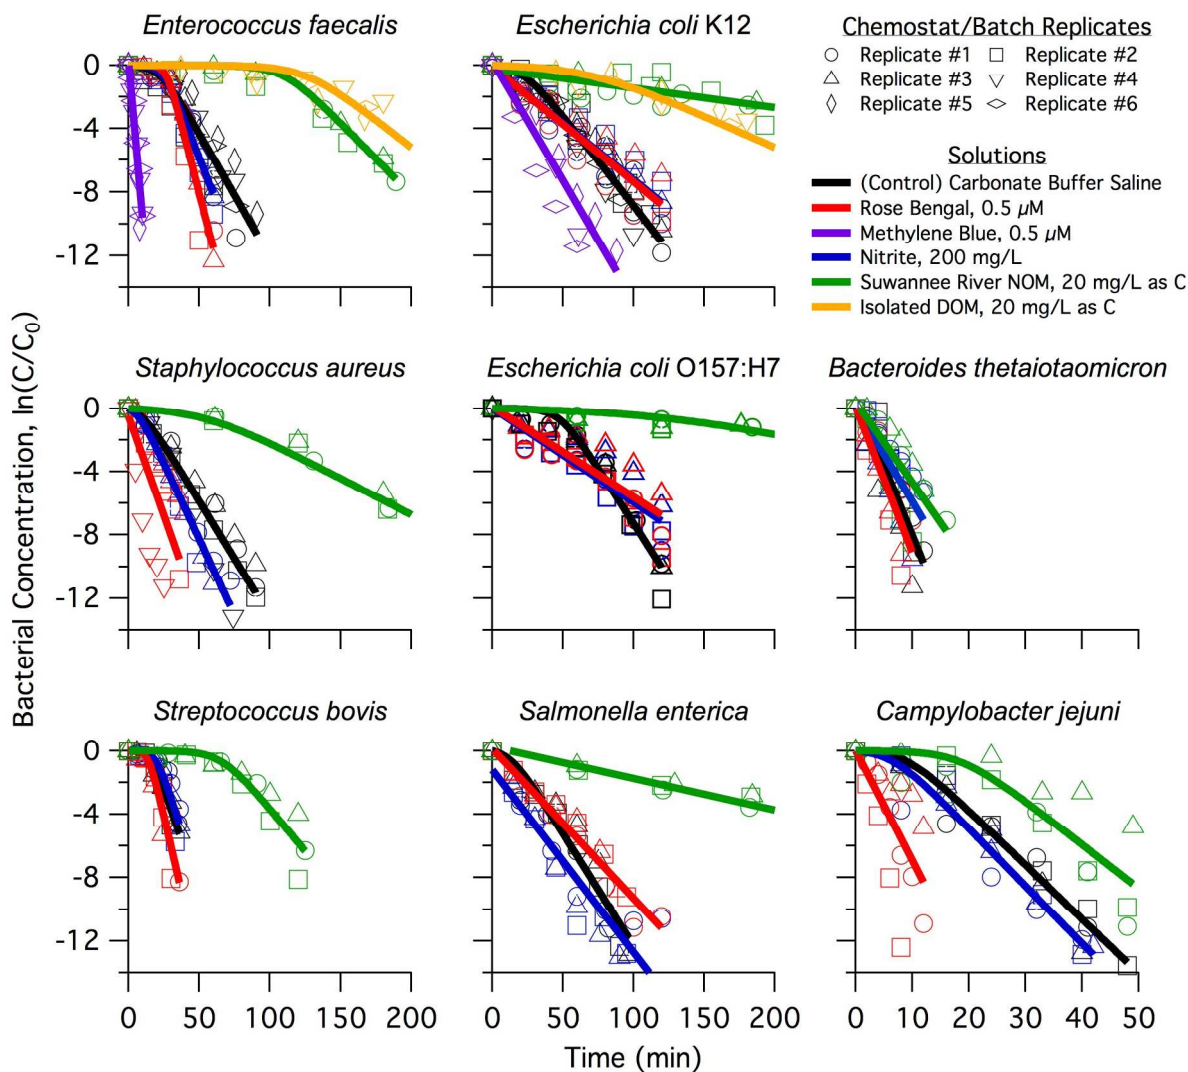 Enterococcus faecalis
Escherichia coli K12
Chemostat/Batch Replicates
Replicate #1
Replicate #2
Replicate #3
Replicate #4
Replicate #5
Replicate #6
Solutions
(Control) Carbonate Buffer Saline
Rose Bengal, 0.5 µM
Methylene Blue, 0.5 µM
Nitrite, 200 mg/L
Suwannee River NOM, 20 mg/L as C
Isolated DOM, 20 mg/L as C
0
-4
-8
-12
Staphylococcus aureus
Escherichia coli O157:H7
Bacteroides thetaiotaomicron
0
-4
-8
-12
Bacterial Concentration, ln(C/C₀)
Streptococcus bovis
Salmonella enterica
Campylobacter jejuni
0
-4
-8
-12
0 50 100 150 200
0 50 100 150 200
0 10 20 30 40 50
Time (min)